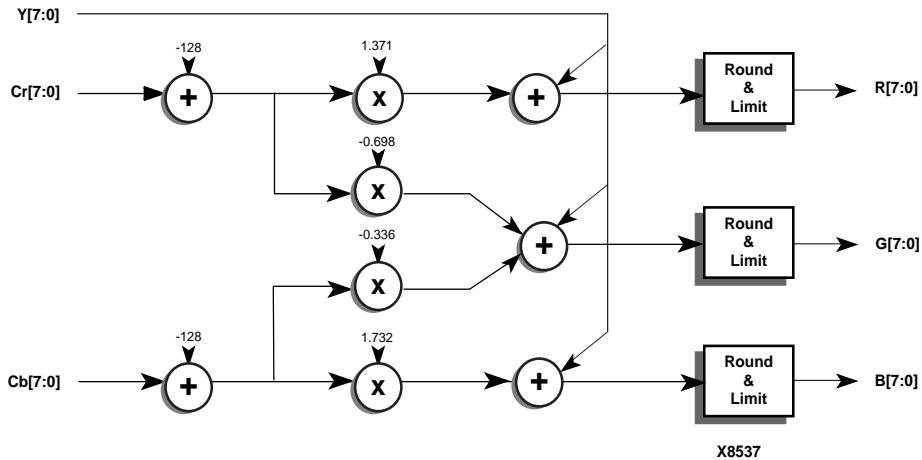 Y[7:0]
-128
1.371
Cr[7:0]
+
X
+
Round
&
Limit
R[7:0]
-0.698
X
+
Round
&
Limit
G[7:0]
-0.336
X
-128
1.732
Cb[7:0]
+
X
+
Round
&
Limit
B[7:0]
X8537